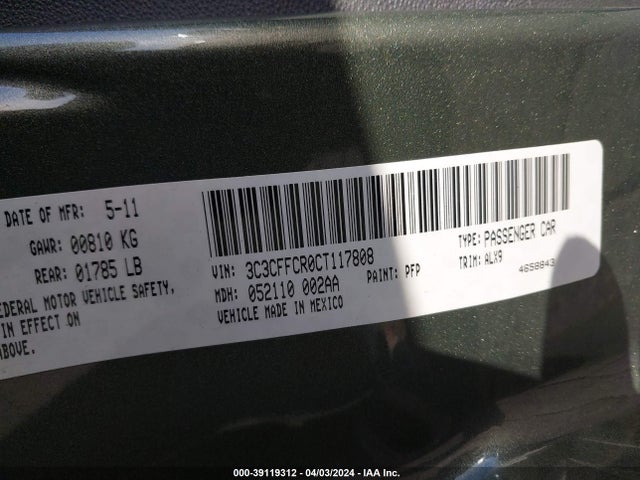 DATE OF MFR: 5-11
GAWR: 00810 KG
REAR: 01785 LB
EDERAL MOTOR VEHICLE SAFETY,
IN EFFECT ON
ABOVE.
VIN: 3C3CFFCR0CT117808
TYPE: PASSENGER CAR
MDH: 052110 002AA
PAINT: PFP
TRIM: ALX9
VEHICLE MADE IN MEXICO
4658843
000-39119312 - 04/03/2024 - IAA Inc.